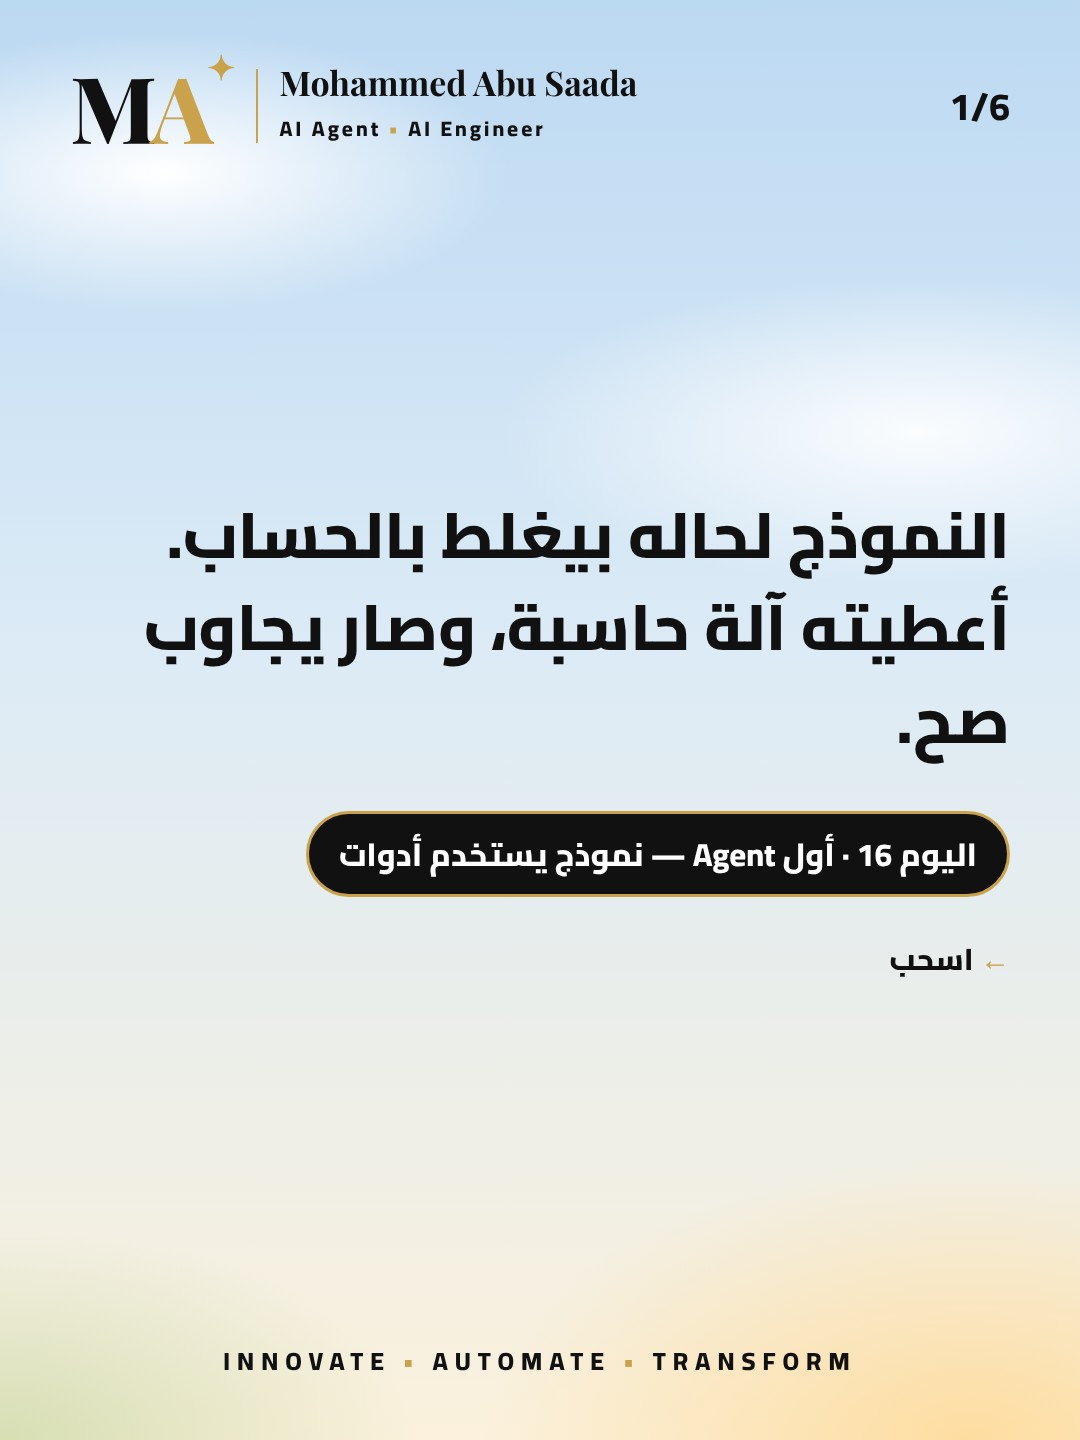 MA
Mohammed Abu Saada
AI Agent ▪ AI Engineer
1/6
النموذج لحاله بيغلط بالحساب.
أعطيته آلة حاسبة، وصار يجاوب
صح.
اليوم 16 · أول Agent — نموذج يستخدم أدوات
← اسحب
INNOVATE ▪ AUTOMATE ▪ TRANSFORM